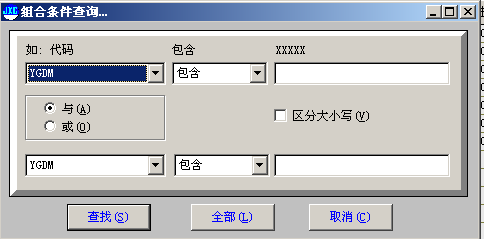 JXC 组合条件查询...
如: 代码 包含 XXXXX
YGDM 包含
与(A)
或(O)
区分大小写(V)
YGDM 包含
查找(S) 全部(L) 取消(C)